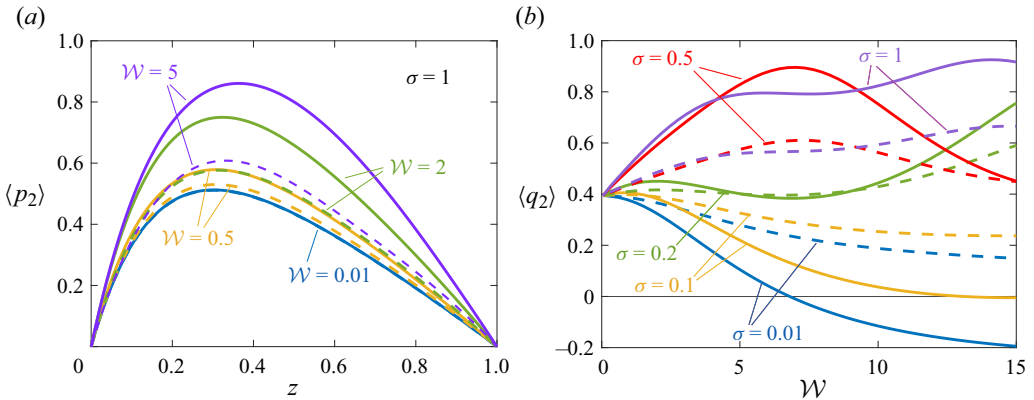 (a)
(b)
1.0
0.8
0.6
0.4
0.2
⟨p2⟩
𝒲 = 5
σ = 1
𝒲 = 2
𝒲 = 0.5
𝒲 = 0.01
0 0.2 0.4 0.6 0.8 1.0
z
1.0
0.8
0.6
0.4
0.2
0
–0.2
⟨q2⟩
σ = 0.5
σ = 1
σ = 0.2
σ = 0.1
σ = 0.01
0 5 10 15
𝒲